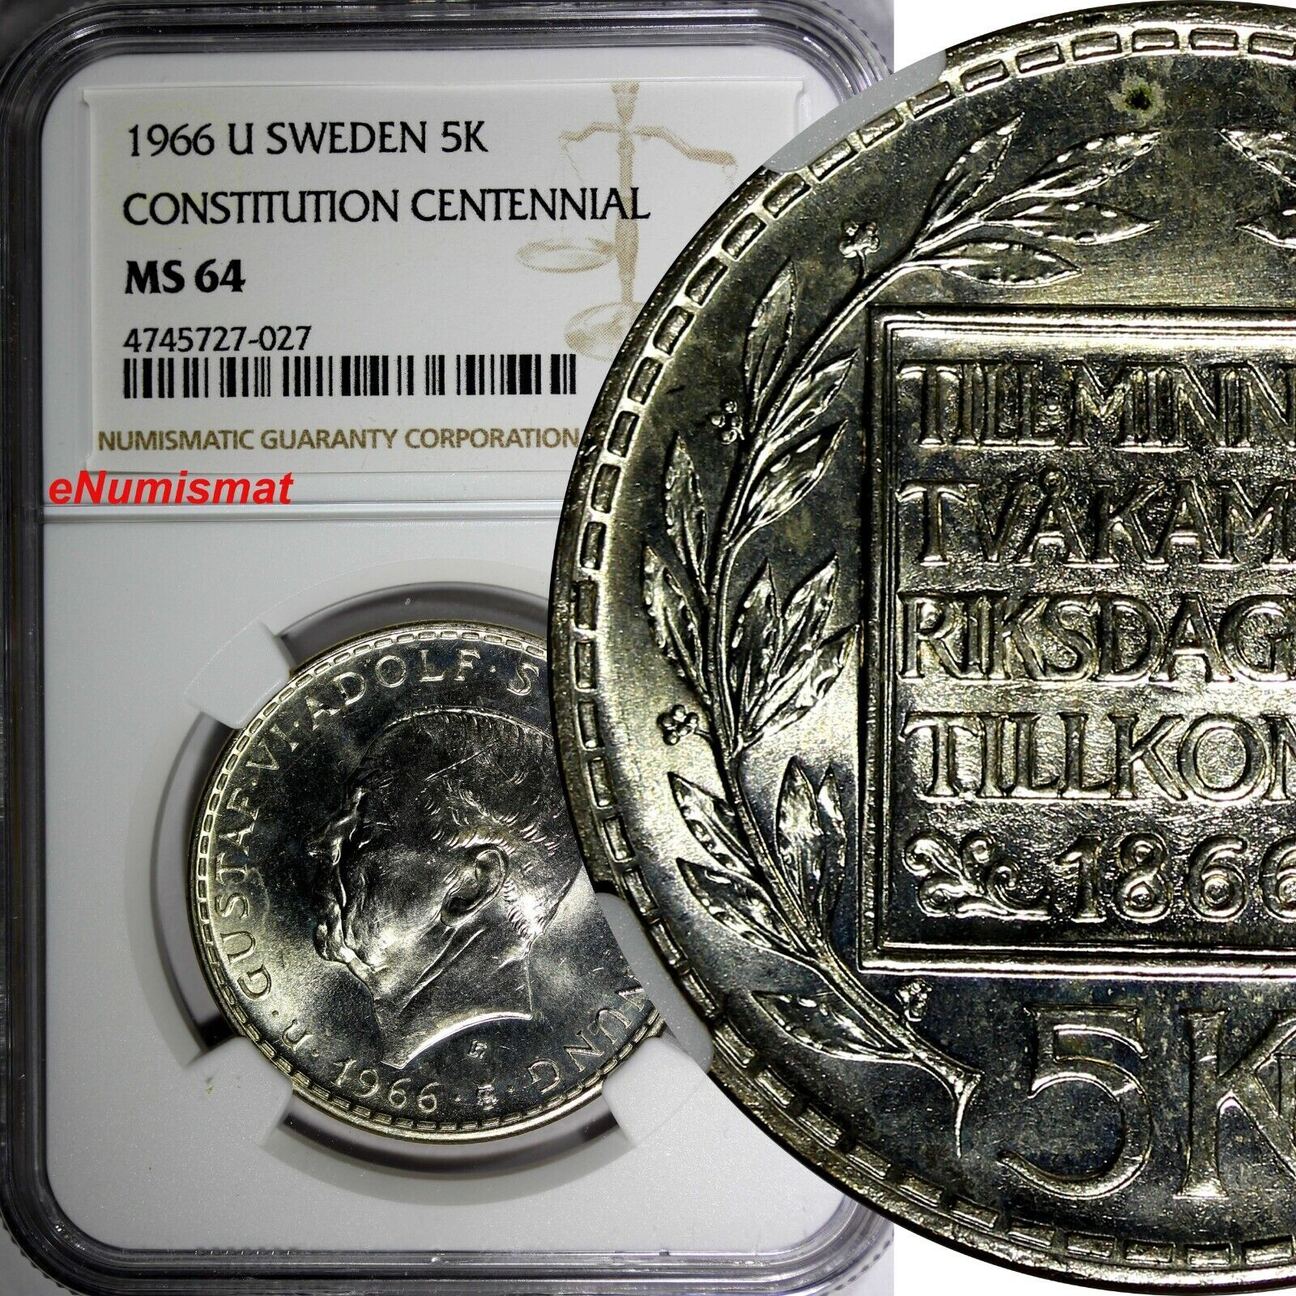 1966 U SWEDEN 5K
CONSTITUTION CENTENNIAL
MS 64
4745727-027
NUMISMATIC GUARANTY CORPORATION
eNumismat
GUSTAF·VI·ADOLF·S
U·1966·
UNG·
TILL·MINN
TVÅKAM
RIKSDAG
TILLKOM
1866
5K